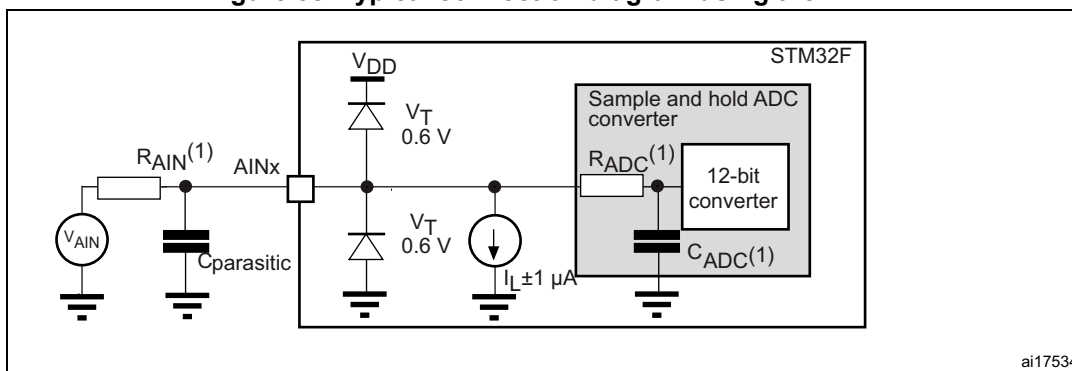 STM32F
VDD
Sample and hold ADC
converter
VT
0.6 V
RAIN(1)
AINx
RADC(1)
12-bit
converter
VAIN
Cparasitic
VT
0.6 V
IL±1 µA
CADC(1)
ai17534